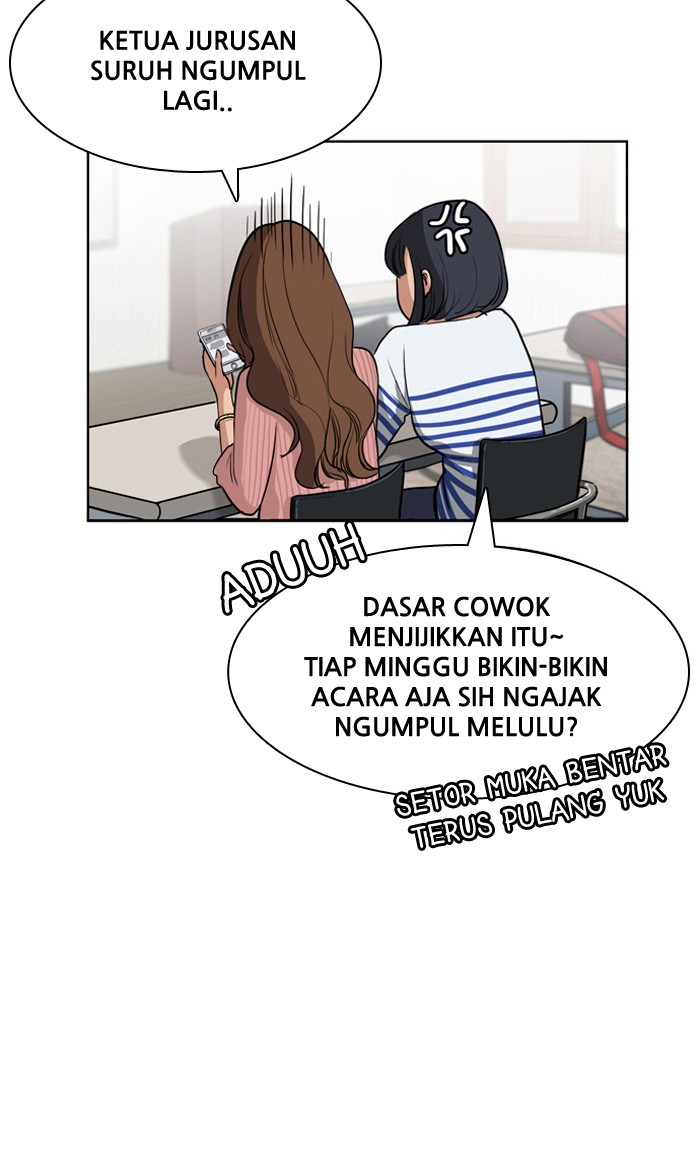 KETUA JURUSAN
SURUH NGUMPUL
LAGI..
ADUUH
DASAR COWOK
MENJIJIKKAN ITU~
TIAP MINGGU BIKIN-BIKIN
ACARA AJA SIH NGAJAK
NGUMPUL MELULU?
SETOR MUKA BENTAR
TERUS PULANG YUK